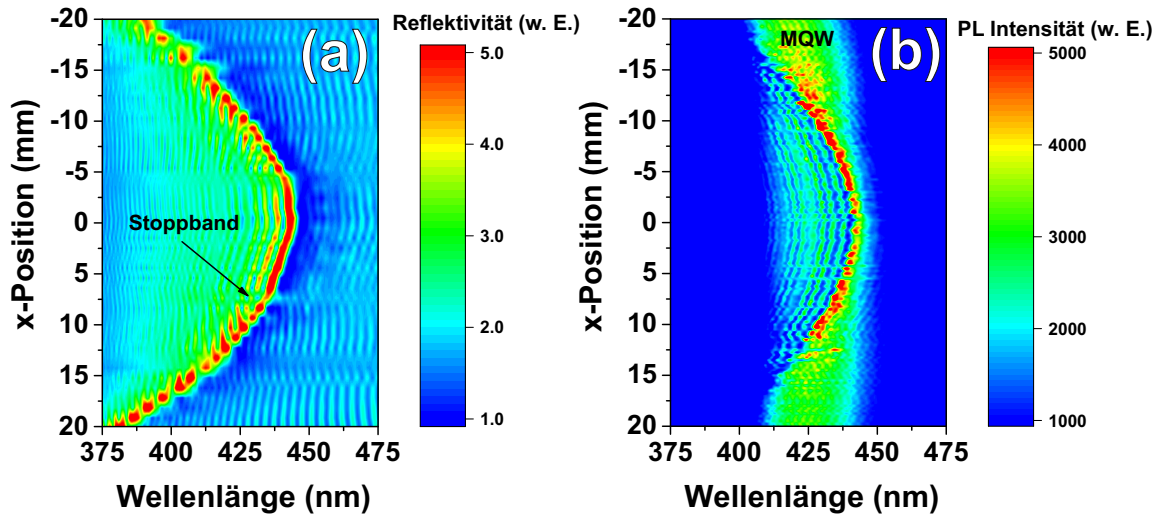 (a)
Reflektivität (w. E.)
5.0
4.0
3.0
2.0
1.0
Stoppband
x-Position (mm)
-20
-15
-10
-5
0
5
10
15
20
375 400 425 450 475
Wellenlänge (nm)
(b)
MQW
PL Intensität (w. E.)
5000
4000
3000
2000
1000
x-Position (mm)
-20
-15
-10
-5
0
5
10
15
20
375 400 425 450 475
Wellenlänge (nm)